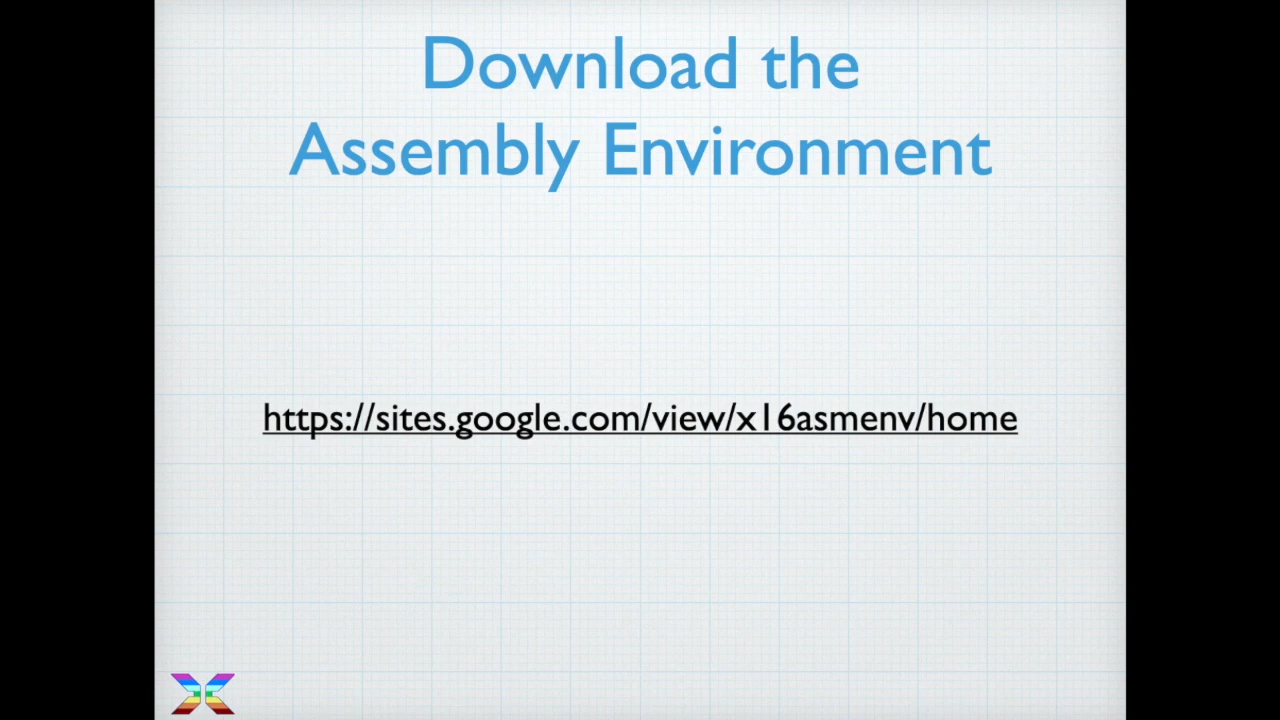 Download the
Assembly Environment
https://sites.google.com/view/x16asmenv/home